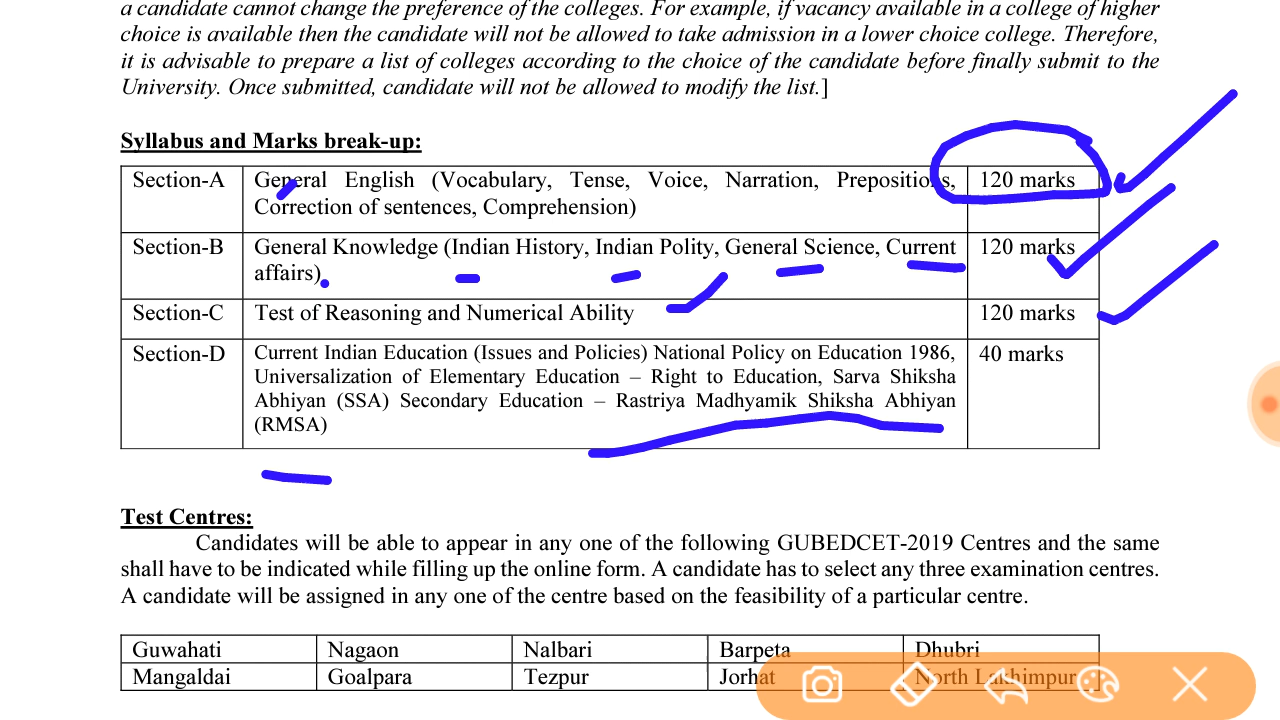 a candidate cannot change the preference of the colleges. For example, if vacancy available in a college of higher
choice is available then the candidate will not be allowed to take admission in a lower choice college. Therefore,
it is advisable to prepare a list of colleges according to the choice of the candidate before finally submit to the
University. Once submitted, candidate will not be allowed to modify the list.]
Syllabus and Marks break-up:
Section-A General English (Vocabulary, Tense, Voice, Narration, Prepositions, 120 marks
Correction of sentences, Comprehension)
Section-B General Knowledge (Indian History, Indian Polity, General Science, Current 120 marks
affairs)
Section-C Test of Reasoning and Numerical Ability 120 marks
Section-D Current Indian Education (Issues and Policies) National Policy on Education 1986, 40 marks
Universalization of Elementary Education – Right to Education, Sarva Shiksha
Abhiyan (SSA) Secondary Education – Rastriya Madhyamik Shiksha Abhiyan
(RMSA)
Test Centres:
Candidates will be able to appear in any one of the following GUBEDCET-2019 Centres and the same
shall have to be indicated while filling up the online form. A candidate has to select any three examination centres.
A candidate will be assigned in any one of the centre based on the feasibility of a particular centre.
Guwahati Nagaon Nalbari Barpeta Dhubri
Mangaldai Goalpara Tezpur Jorhat North Lakhimpur